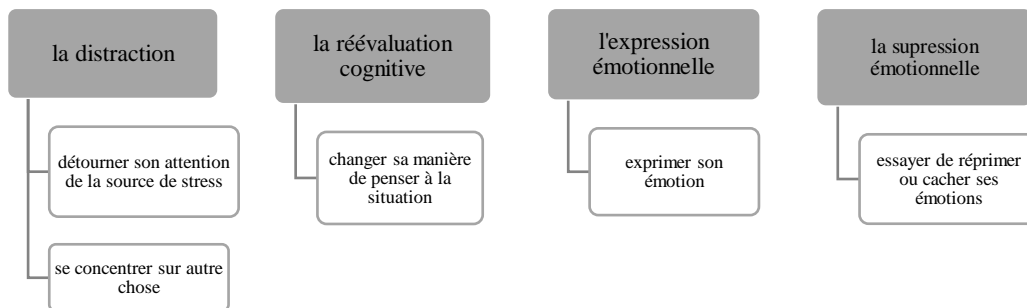 la distraction
détourner son attention
de la source de stress
se concentrer sur autre
chose
la réévaluation
cognitive
changer sa manière
de penser à la
situation
l'expression
émotionnelle
exprimer son
émotion
la supression
émotionnelle
essayer de réprimer
ou cacher ses
émotions